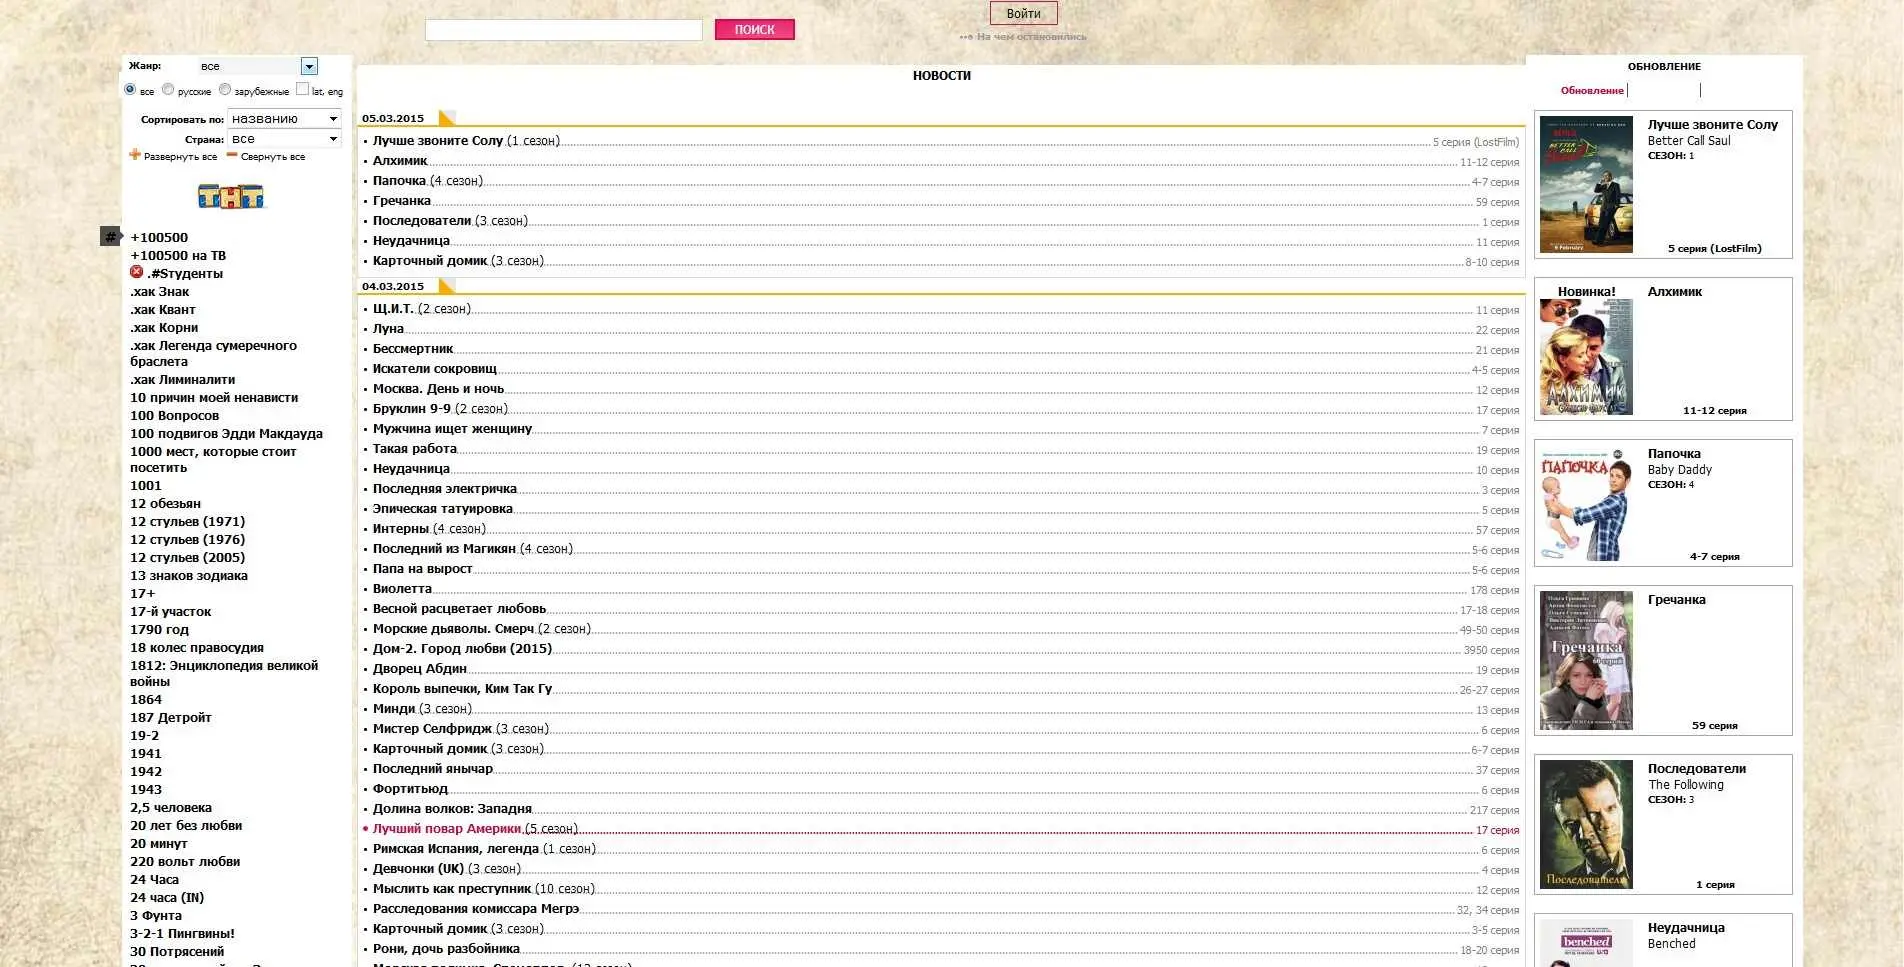 Войти
ПОИСК
••• На чем остановились
Жанр: все
все русские зарубежные lat, eng
Сортировать по: названию
Страна: все
Развернуть все Свернуть все
ТНТ
#
+100500
+100500 на ТВ
.#Sтуденты
.хак Знак
.хак Квант
.хак Корни
.хак Легенда сумеречного
браслета
.хак Лиминалити
10 причин моей ненависти
100 Вопросов
100 подвигов Эдди Макдауда
1000 мест, которые стоит
посетить
1001
12 обезьян
12 стульев (1971)
12 стульев (1976)
12 стульев (2005)
13 знаков зодиака
17+
17-й участок
1790 год
18 колес правосудия
1812: Энциклопедия великой
войны
1864
187 Детройт
19-2
1941
1942
1943
2,5 человека
20 лет без любви
20 минут
220 вольт любви
24 Часа
24 часа (IN)
3 Фунта
3-2-1 Пингвины!
30 Потрясений
НОВОСТИ
05.03.2015
Лучше звоните Солу (1 сезон) 5 серия (LostFilm)
Алхимик 11-12 серия
Папочка (4 сезон) 4-7 серия
Гречанка 59 серия
Последователи (3 сезон) 1 серия
Неудачница 11 серия
Карточный домик (3 сезон) 8-10 серия
04.03.2015
Щ.И.Т. (2 сезон) 11 серия
Луна 22 серия
Бессмертник 21 серия
Искатели сокровищ 4-5 серия
Москва. День и ночь 12 серия
Бруклин 9-9 (2 сезон) 17 серия
Мужчина ищет женщину 7 серия
Такая работа 19 серия
Неудачница 10 серия
Последняя электричка 3 серия
Эпическая татуировка 5 серия
Интерны (4 сезон) 57 серия
Последний из Магикян (4 сезон) 5-6 серия
Папа на вырост 5-6 серия
Виолетта 178 серия
Весной расцветает любовь 17-18 серия
Морские дьяволы. Смерч (2 сезон) 49-50 серия
Дом-2. Город любви (2015) 3950 серия
Дворец Абдин 19 серия
Король выпечки, Ким Так Гу 26-27 серия
Минди (3 сезон) 13 серия
Мистер Селфридж (3 сезон) 6 серия
Карточный домик (3 сезон) 6-7 серия
Последний янычар 37 серия
Фортитьюд 6 серия
Долина волков: Западня 217 серия
Лучший повар Америки (5 сезон) 17 серия
Римская Испания, легенда (1 сезон) 6 серия
Девчонки (UK) (3 сезон) 4 серия
Мыслить как преступник (10 сезон) 12 серия
Расследования комиссара Мегрэ 32, 34 серия
Карточный домик (3 сезон) 3-5 серия
Рони, дочь разбойника 18-20 серия
ОБНОВЛЕНИЕ
Обновление
Лучше звоните Солу
Better Call Saul
СЕЗОН: 1
BETTER
CALL
5 серия (LostFilm)
Новинка! Алхимик
АЛХИМИК
11-12 серия
Папочка
Baby Daddy
СЕЗОН: 4
ПАПОЧКА
4-7 серия
Гречанка
Гречанка
59 серия
Последователи
The Following
СЕЗОН: 3
Последователи
1 серия
Неудачница
Benched
benched